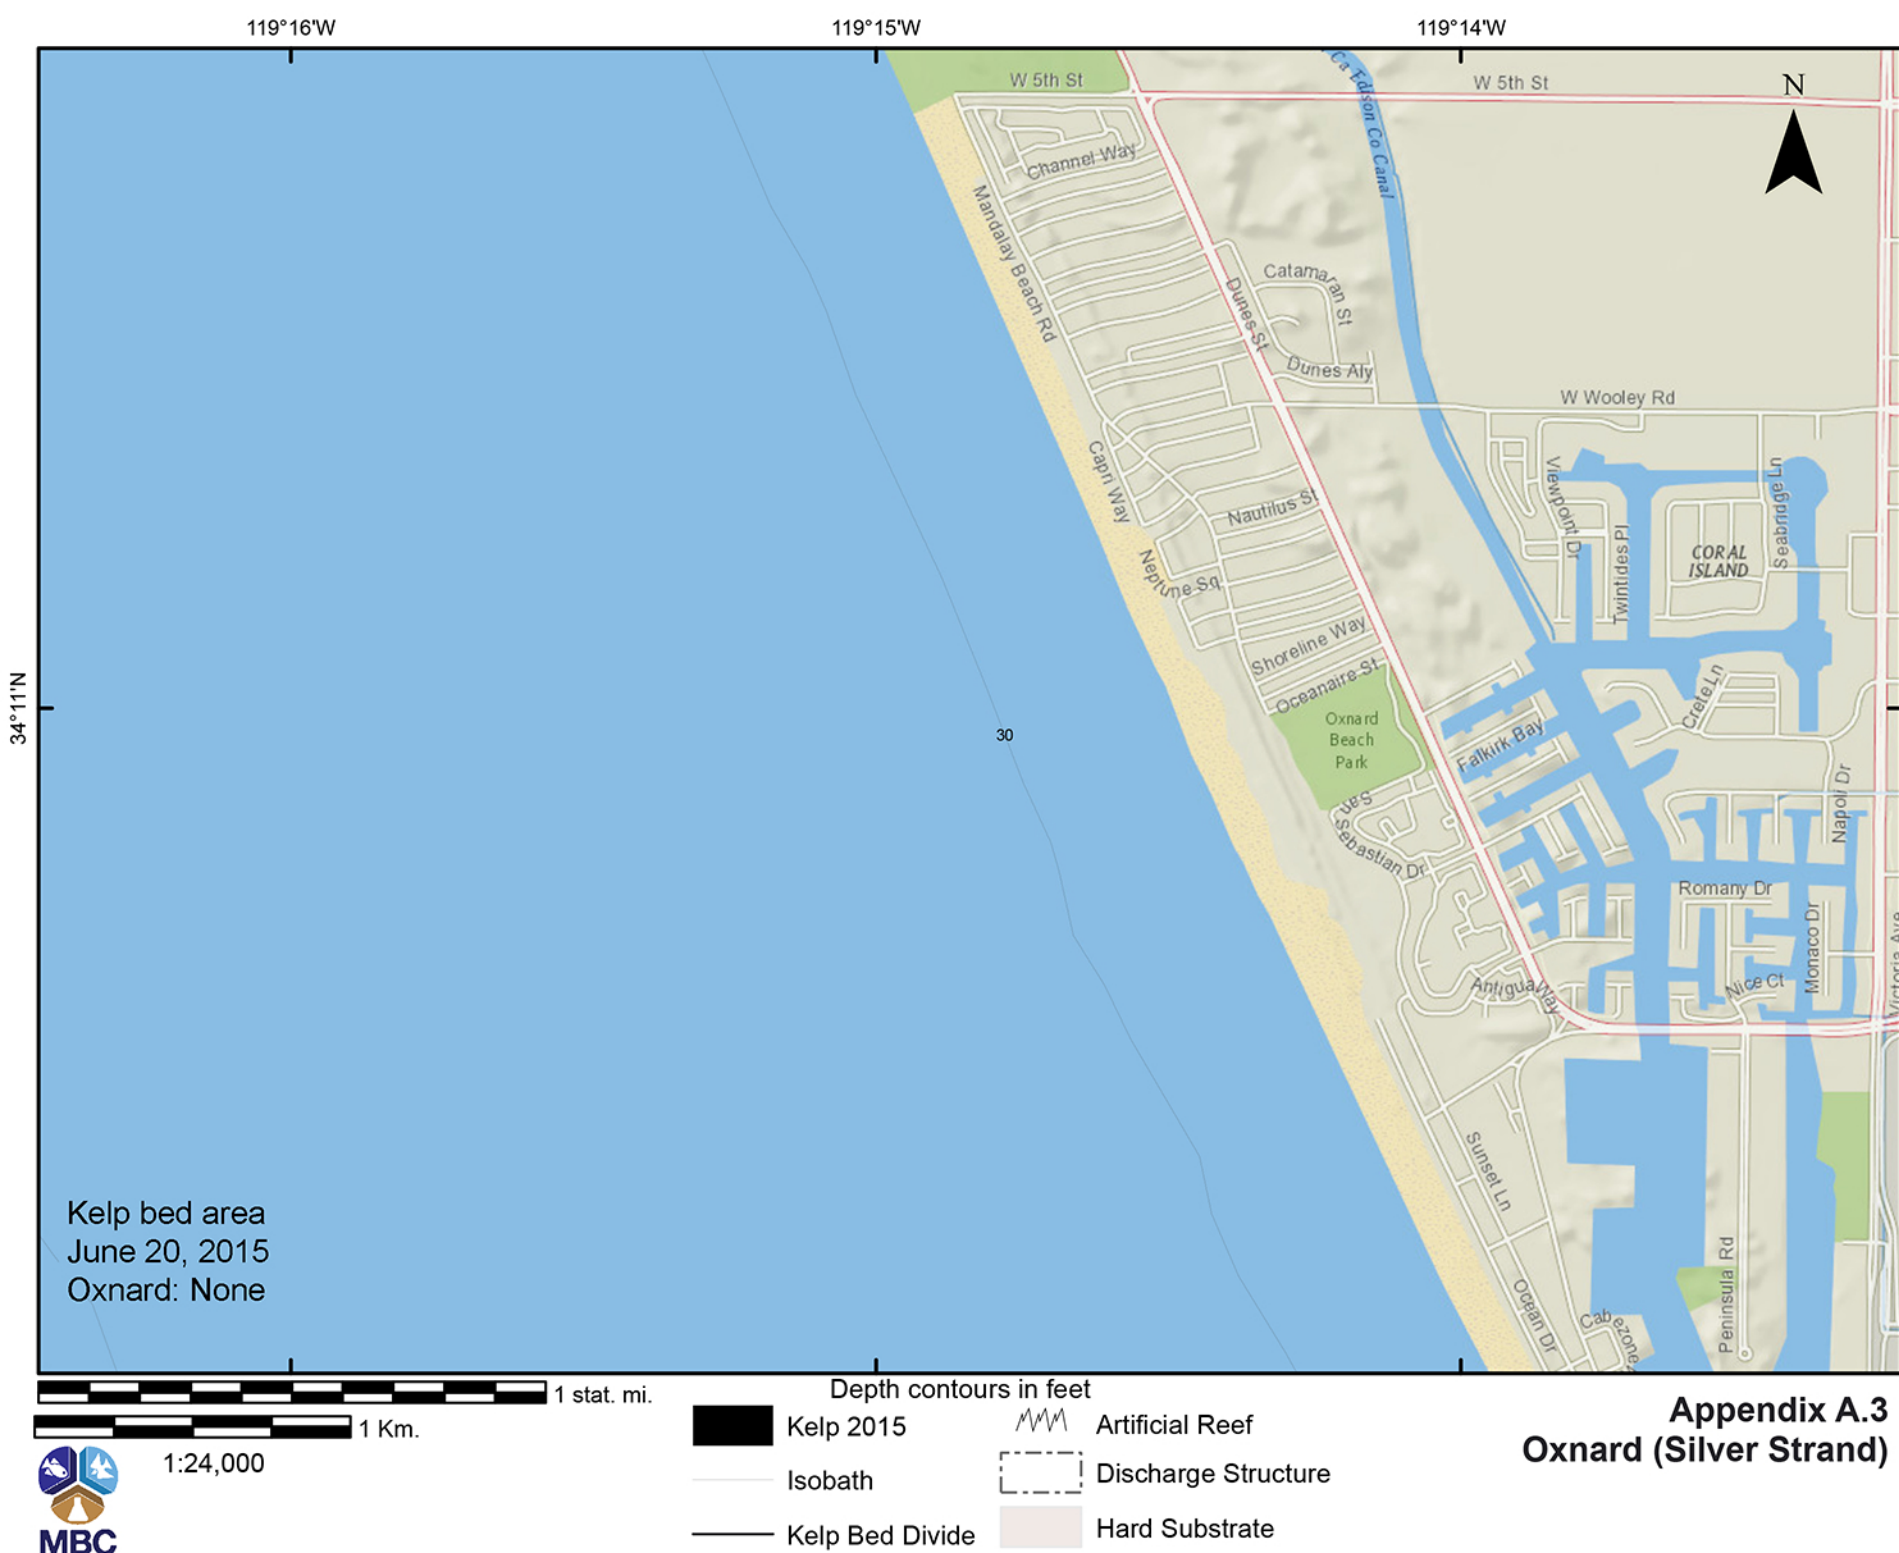 119°16'W
119°15'W
119°14'W
W 5th St
W 5th St
N
Ca Edison Co Canal
Channel Way
Mandalay Beach Rd
Catamaran St
Dunes St
Dunes Aly
W Wooley Rd
Capri Way
Nautilus St
Viewpoint Dr
Twintides Pl
Seabridge Ln
CORAL
ISLAND
Neptune Sq
Shoreline Way
Oceanaire St
34°11'N
30
Oxnard
Beach
Park
Crete Ln
Falkirk Bay
Napoli Dr
San
Sebastian Dr
Romany Dr
Monaco Dr
Victoria Ave
Nice Ct
Antigua Way
Sunset Ln
Peninsula Rd
Ocean Dr
Cabezone
Kelp bed area
June 20, 2015
Oxnard: None
1 stat. mi.
1 Km.
1:24,000
MBC
Depth contours in feet
Kelp 2015
Isobath
Kelp Bed Divide
Artificial Reef
Discharge Structure
Hard Substrate
Appendix A.3
Oxnard (Silver Strand)